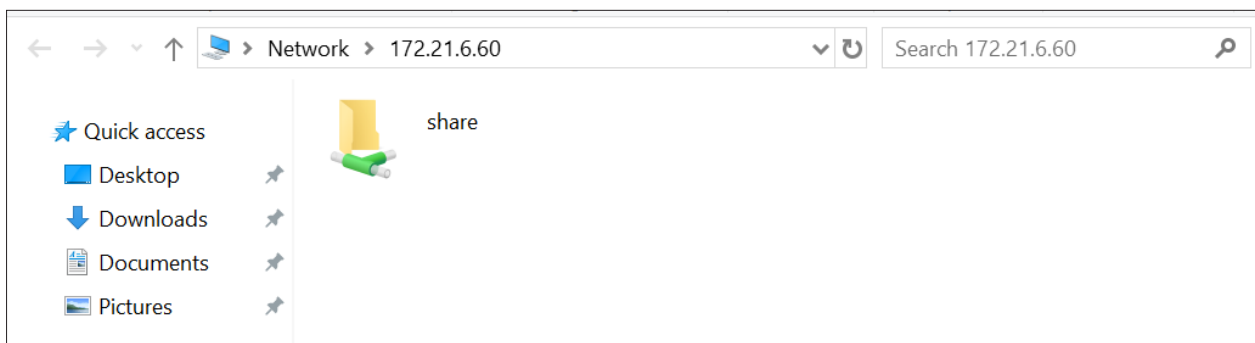 Network > 172.21.6.60
Search 172.21.6.60
Quick access
share
Desktop
Downloads
Documents
Pictures